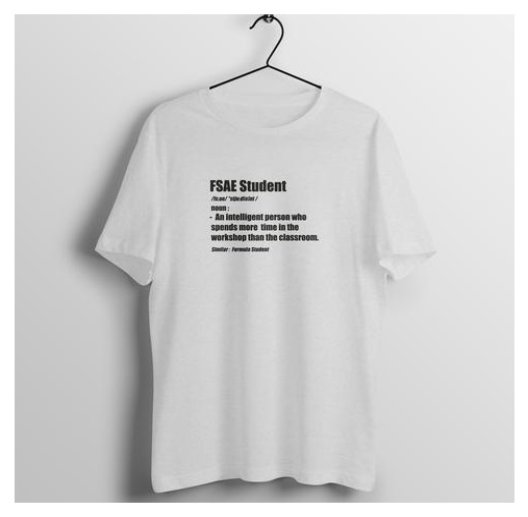 FSAE Student
noun :
- An intelligent person who
spends more time in the
workshop than the classroom.
Similar : Formula Student